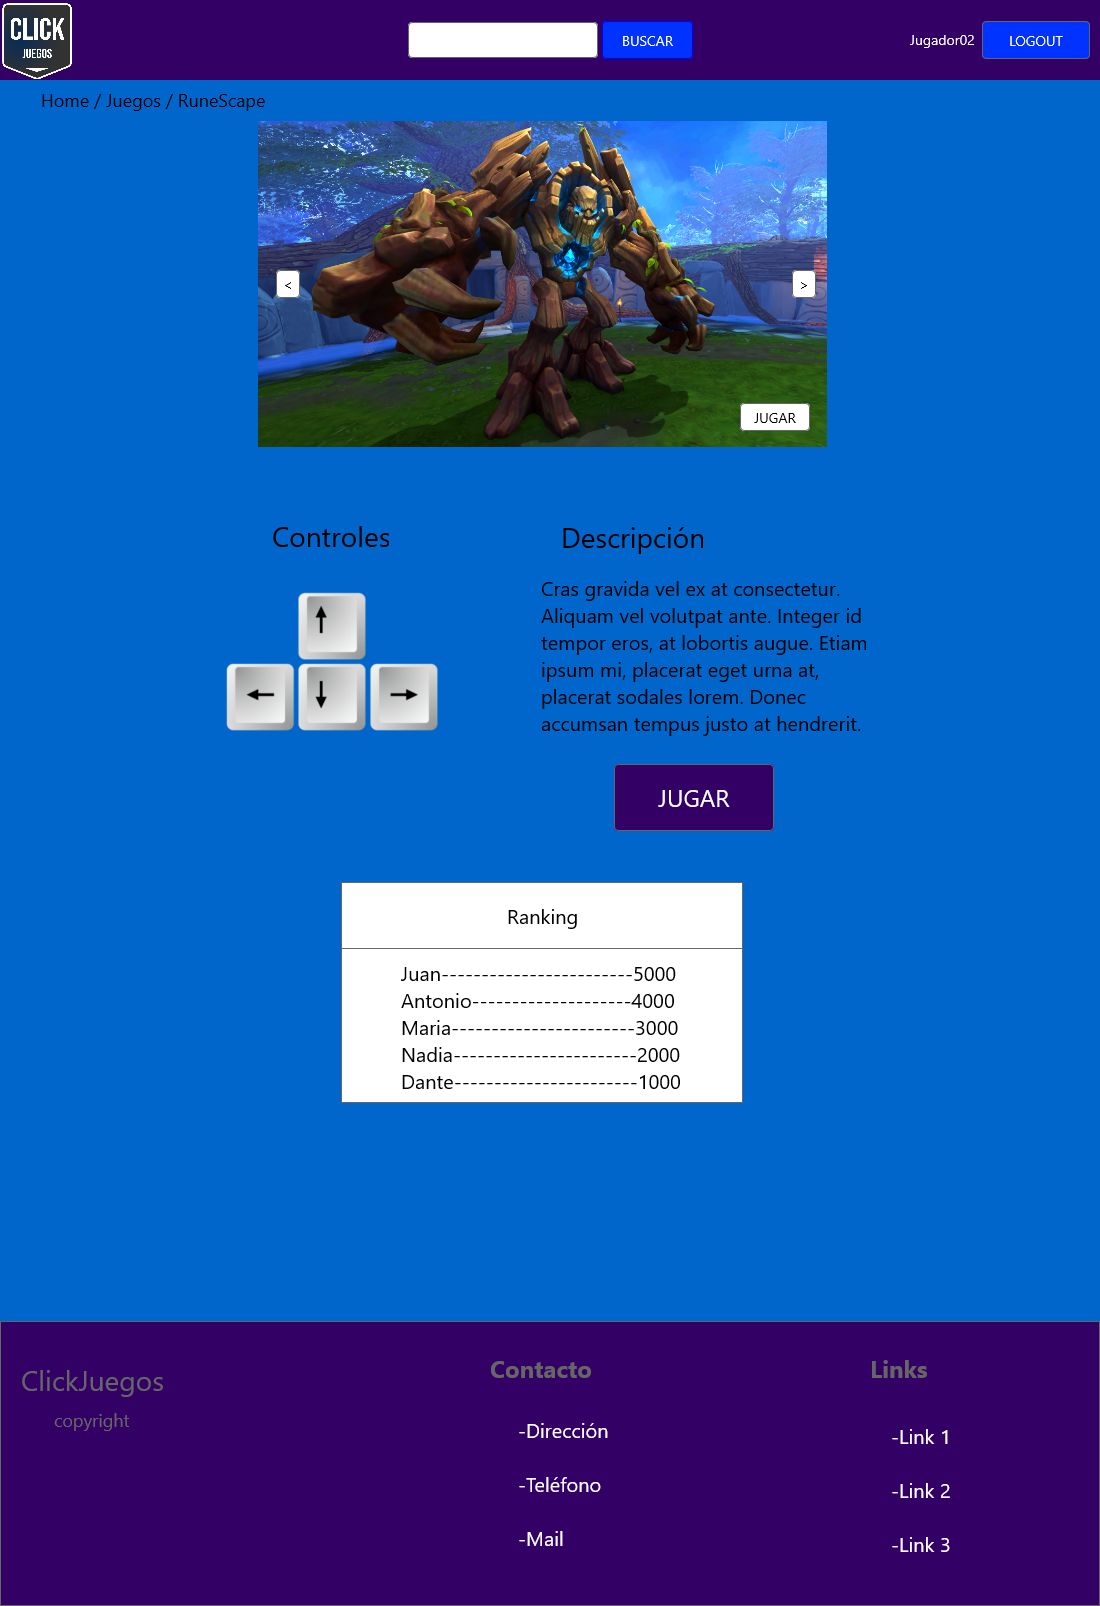 CLICK
JUEGOS
BUSCAR
Jugador02
LOGOUT
Home / Juegos / RuneScape
<
>
JUGAR
Controles
↑
← ↓ →
Descripción
Cras gravida vel ex at consectetur.
Aliquam vel volutpat ante. Integer id
tempor eros, at lobortis augue. Etiam
ipsum mi, placerat eget urna at,
placerat sodales lorem. Donec
accumsan tempus justo at hendrerit.
JUGAR
Ranking
Juan------------------------5000
Antonio--------------------4000
Maria-----------------------3000
Nadia-----------------------2000
Dante-----------------------1000
ClickJuegos
copyright
Contacto
-Dirección
-Teléfono
-Mail
Links
-Link 1
-Link 2
-Link 3